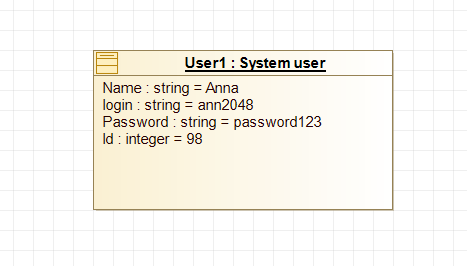 User1 : System user
Name : string = Anna
login : string = ann2048
Password : string = password123
Id : integer = 98